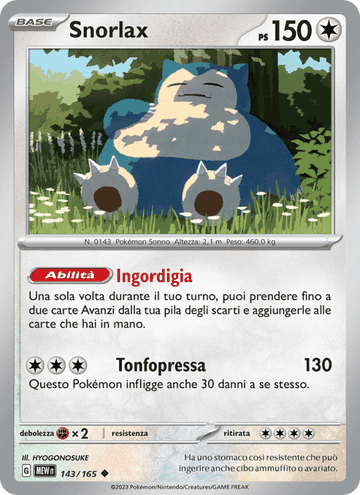 BASE Snorlax PS 150
N. 0143 Pokémon Sonno Altezza: 2,1 m Peso: 460,0 kg
Abilità Ingordigia
Una sola volta durante il tuo turno, puoi prendere fino a
due carte Avanzi dalla tua pila degli scarti e aggiungerle alle
carte che hai in mano.
Tonfopressa 130
Questo Pokémon infligge anche 30 danni a se stesso.
debolezza ×2 resistenza ritirata
Ill. HYOGONOSUKE
G MEW IT 143/165
Ha uno stomaco così resistente che può
ingerire anche cibo ammuffito o avariato.
©2023 Pokémon/Nintendo/Creatures/GAME FREAK